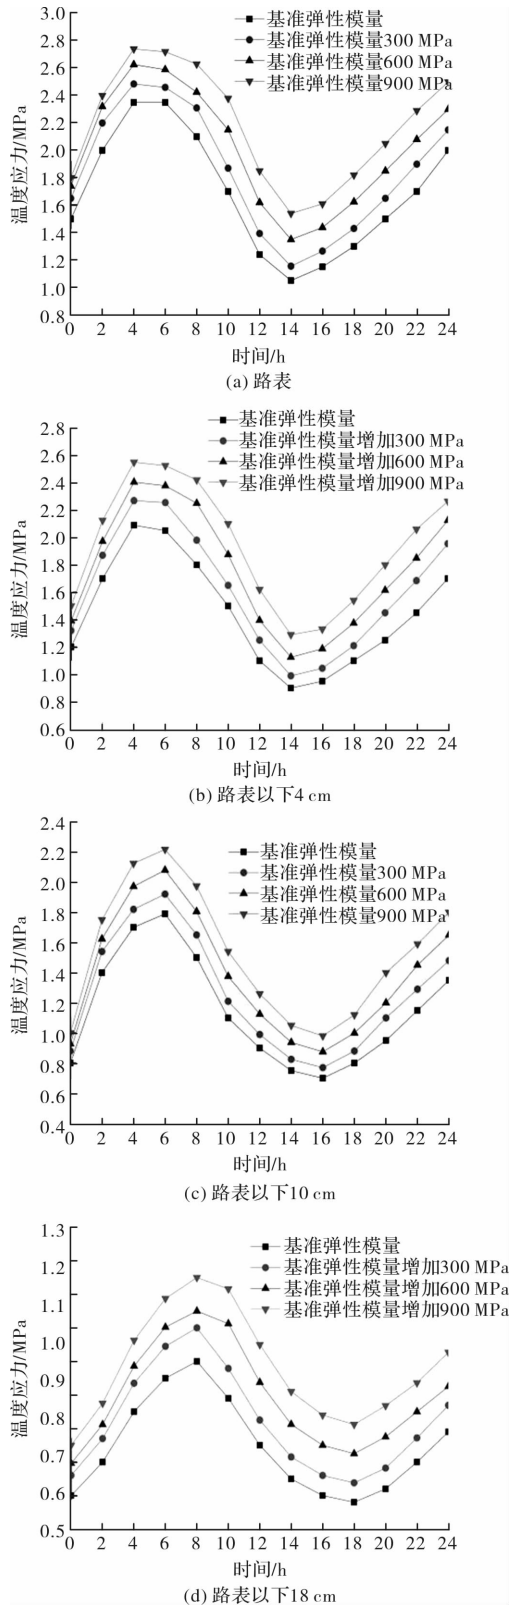 3.0
2.8
2.6
2.4
2.2
2.0
1.8
1.6
1.4
1.2
1.0
0.8
温度应力/MPa
基准弹性模量
基准弹性模量300 MPa
基准弹性模量600 MPa
基准弹性模量900 MPa
0 2 4 6 8 10 12 14 16 18 20 22 24
时间/h
(a) 路表
2.8
2.6
2.4
2.2
2.0
1.8
1.6
1.4
1.2
1.0
0.8
0.6
温度应力/MPa
基准弹性模量
基准弹性模量增加300 MPa
基准弹性模量增加600 MPa
基准弹性模量增加900 MPa
0 2 4 6 8 10 12 14 16 18 20 22 24
时间/h
(b) 路表以下4 cm
2.4
2.2
2.0
1.8
1.6
1.4
1.2
1.0
0.8
0.6
0.4
温度应力/MPa
基准弹性模量
基准弹性模量300 MPa
基准弹性模量600 MPa
基准弹性模量900 MPa
0 2 4 6 8 10 12 14 16 18 20 22 24
时间/h
(c) 路表以下10 cm
1.3
1.2
1.1
1.0
0.8
0.7
0.6
0.5
温度应力/MPa
基准弹性模量
基准弹性模量增加300 MPa
基准弹性模量增加600 MPa
基准弹性模量增加900 MPa
0 2 4 6 8 10 12 14 16 18 20 22 24
时间/h
(d) 路表以下18 cm